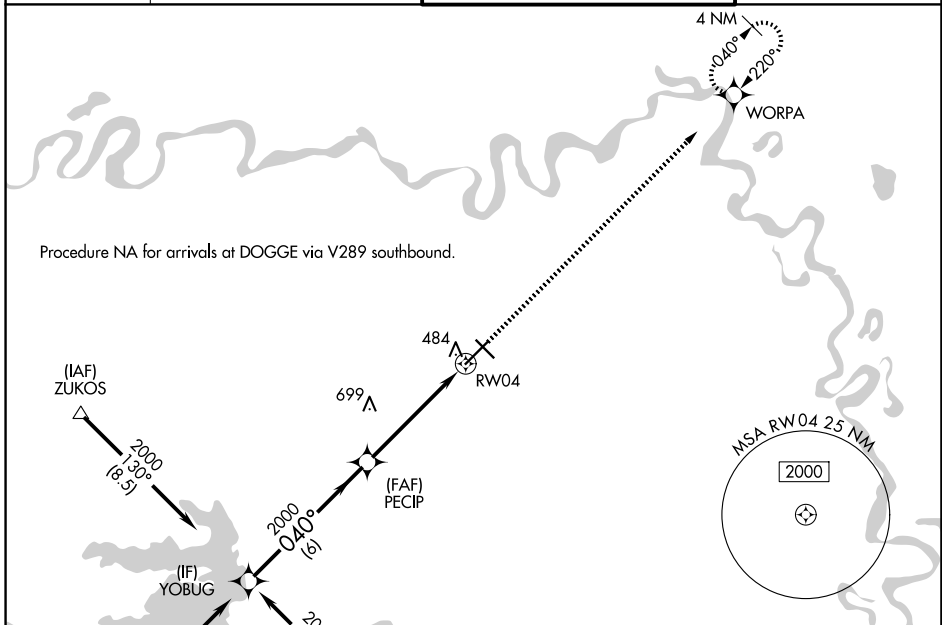 4 NM
040°
220°
WORPA
Procedure NA for arrivals at DOGGE via V289 southbound.
484
RW04
(IAF)
ZUKOS
699
2000
130°
(8.5)
(FAF)
PECIP
2000
040°
(6)
MSA RW04 25 NM
2000
(IF)
YOBUG